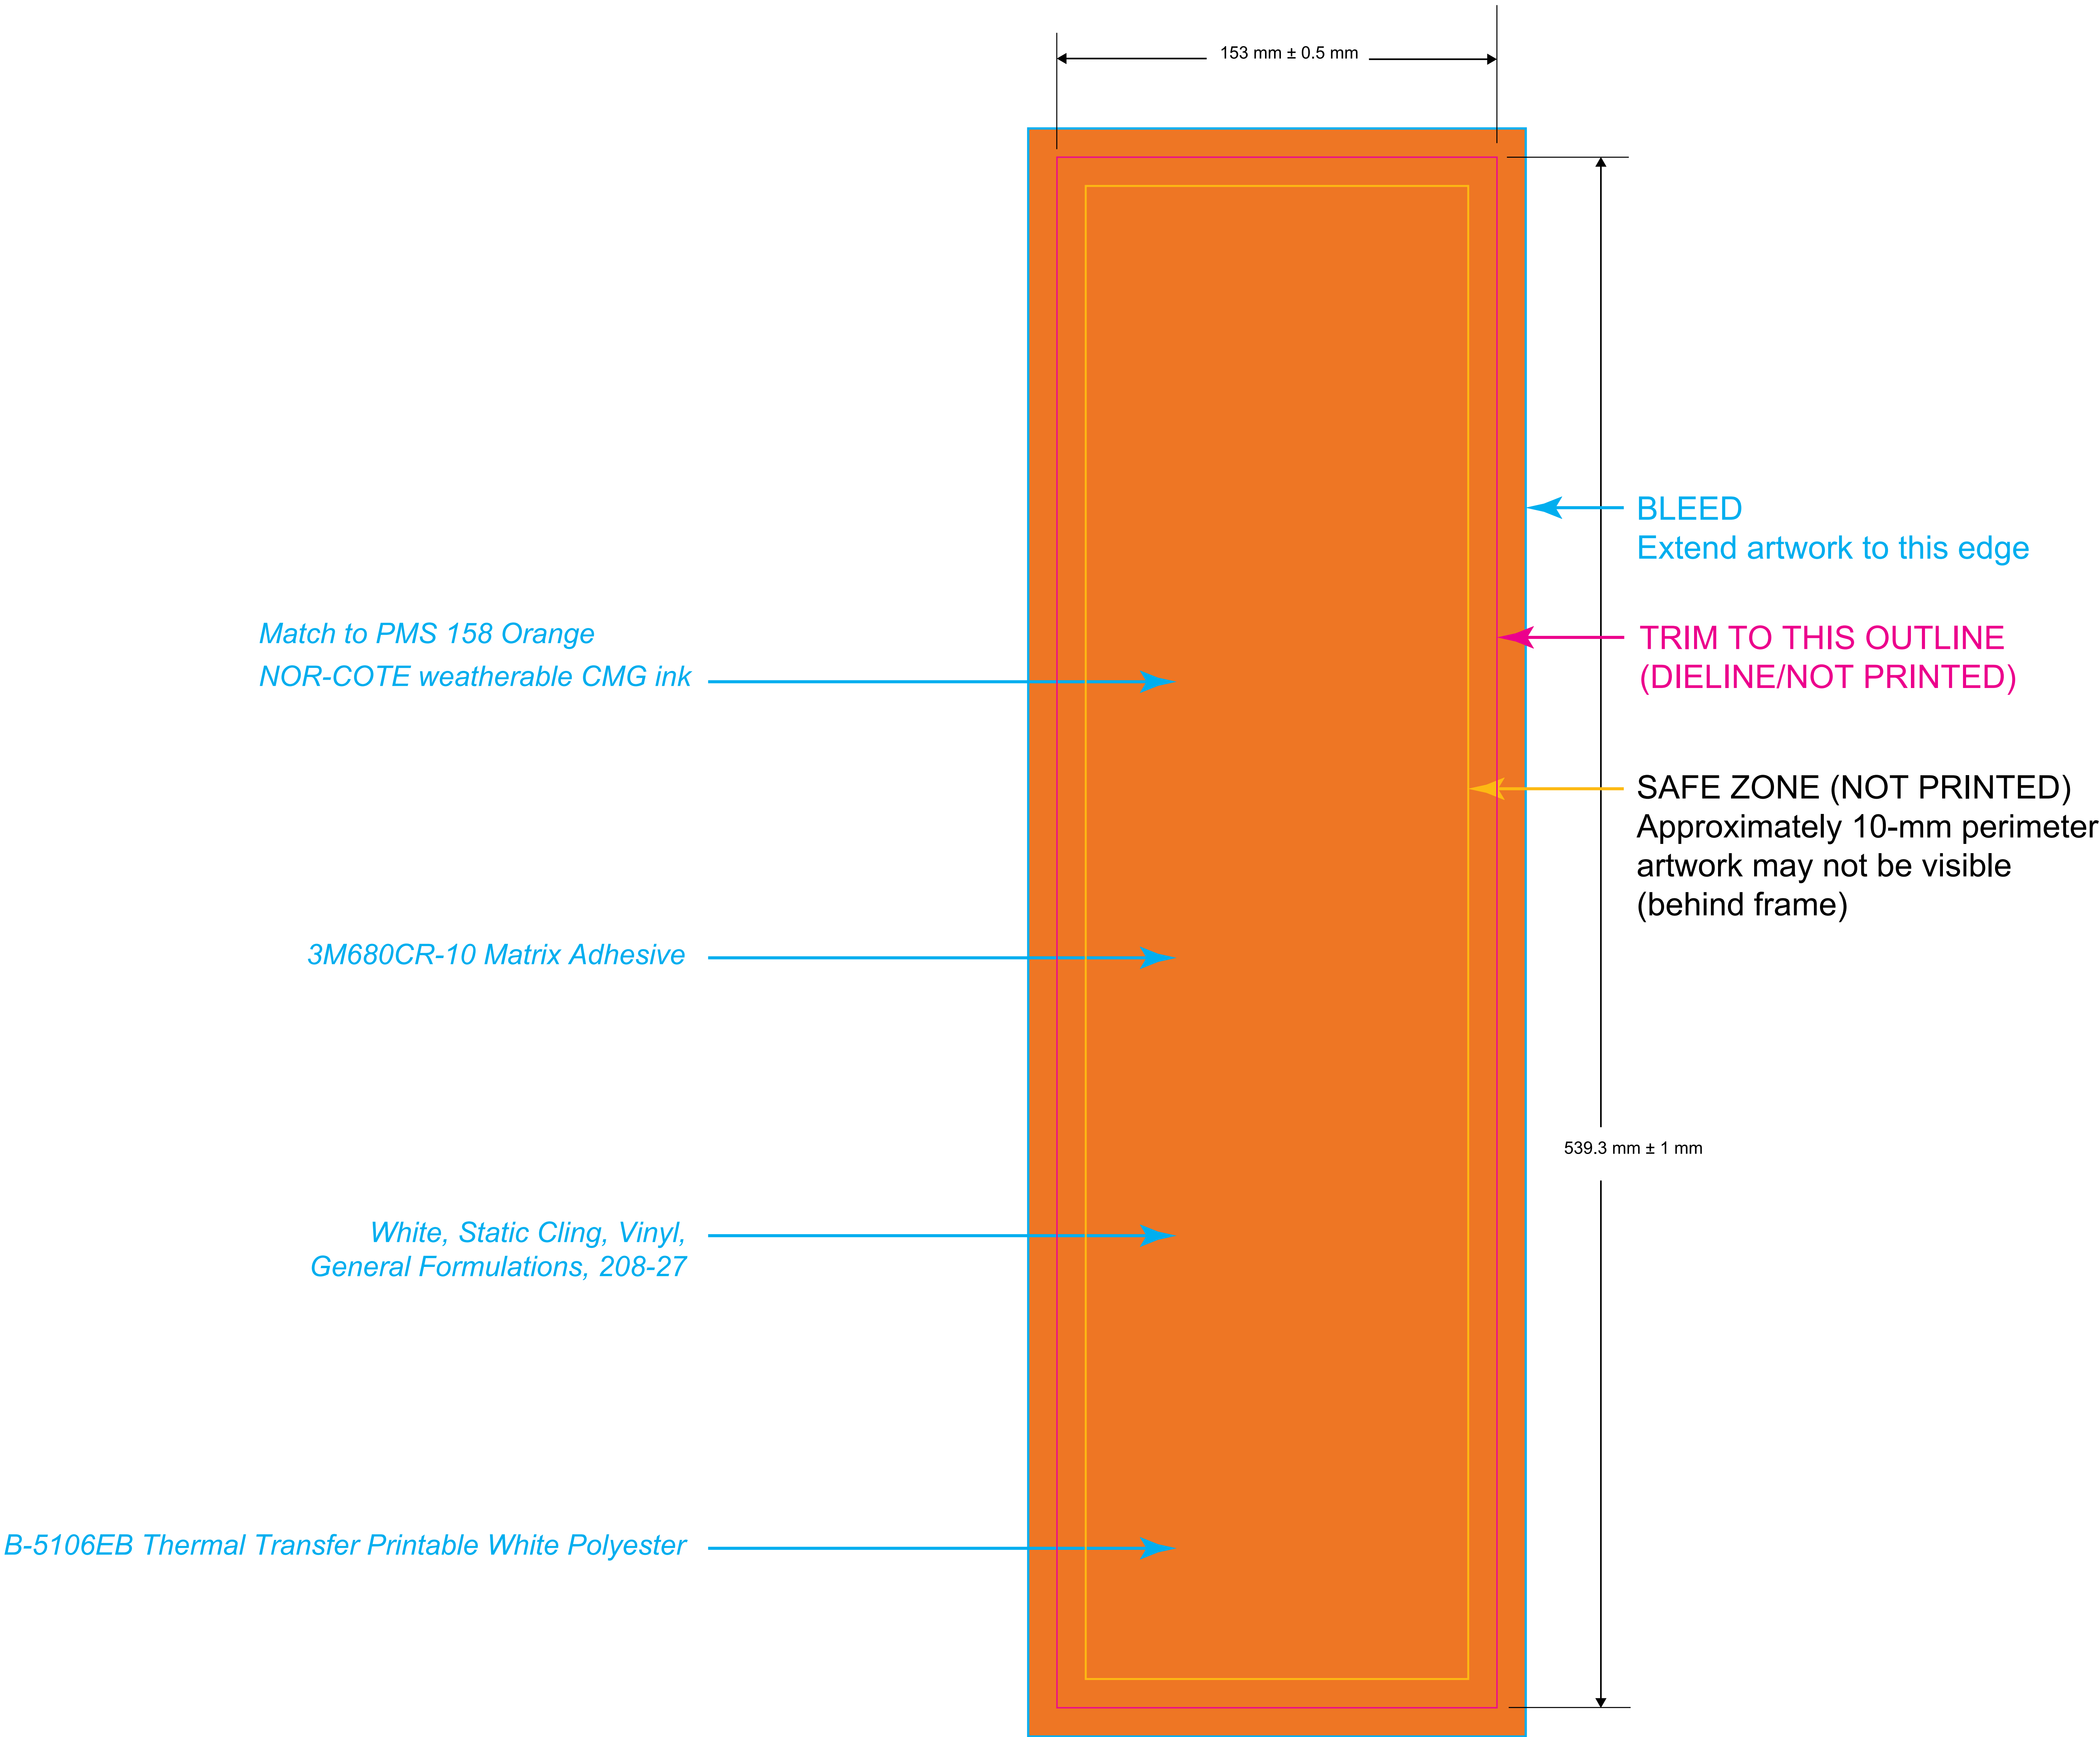 153 mm ± 0.5 mm
BLEED
Extend artwork to this edge
Match to PMS 158 Orange
NOR-COTE weatherable CMG ink
TRIM TO THIS OUTLINE
(DIELINE/NOT PRINTED)
SAFE ZONE (NOT PRINTED)
Approximately 10-mm perimeter
artwork may not be visible
(behind frame)
3M680CR-10 Matrix Adhesive
539.3 mm ± 1 mm
White, Static Cling, Vinyl,
General Formulations, 208-27
B-5106EB Thermal Transfer Printable White Polyester